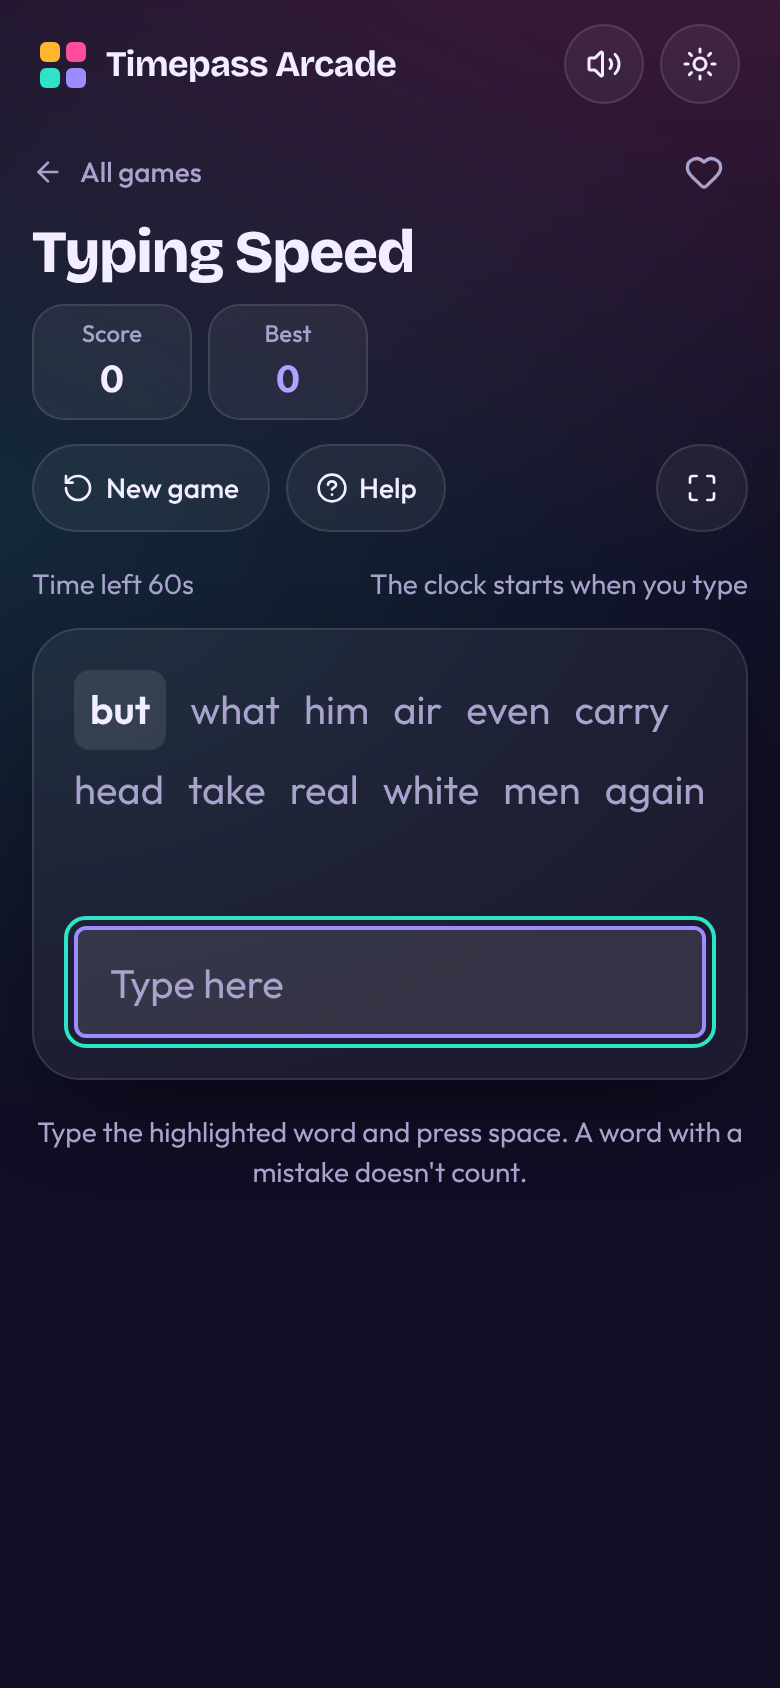 Timepass Arcade
All games
Typing Speed
Score
0
Best
0
New game
Help
Time left 60s
The clock starts when you type
but what him air even carry
head take real white men again
Type here
Type the highlighted word and press space. A word with a
mistake doesn't count.